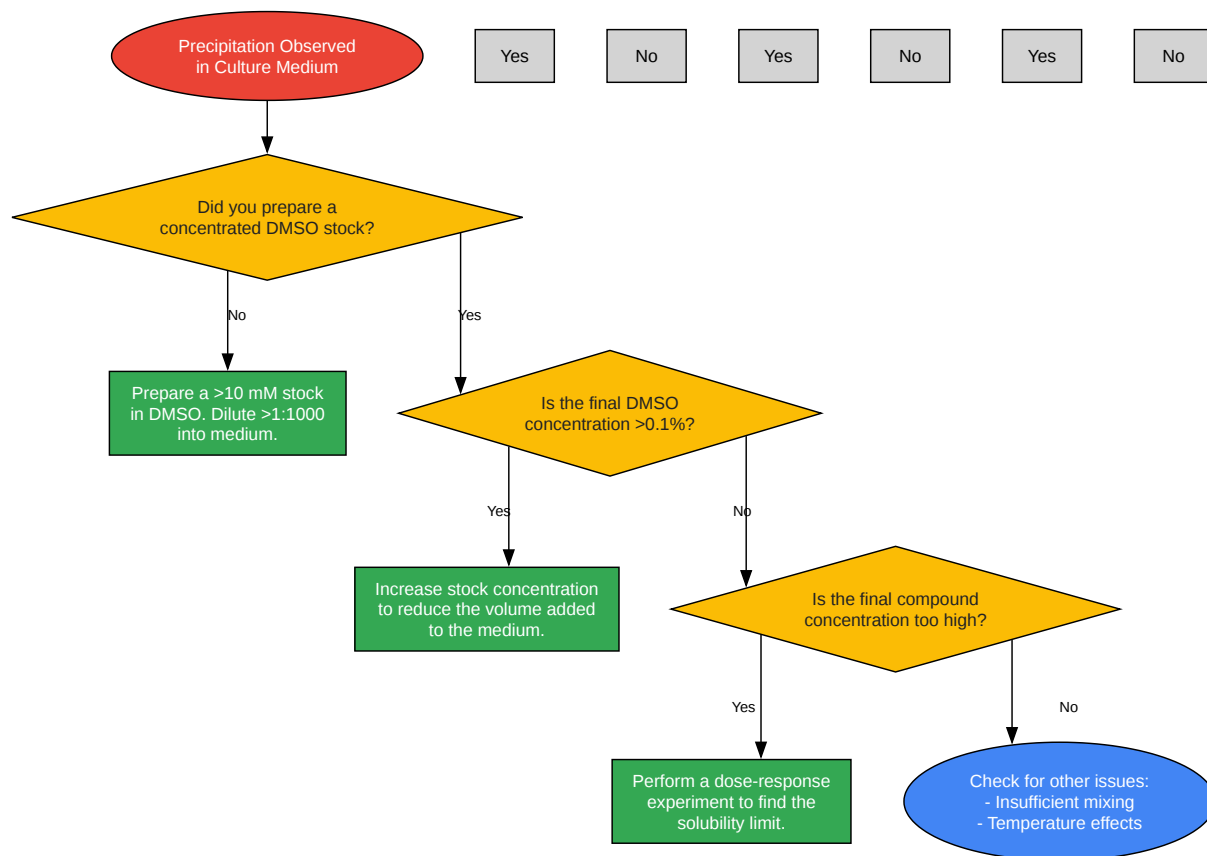 Precipitation Observed
in Culture Medium
Yes
No
Yes
No
Yes
No
Did you prepare a
concentrated DMSO stock?
No
Yes
Prepare a >10 mM stock
in DMSO. Dilute >1:1000
into medium.
Is the final DMSO
concentration >0.1%?
Yes
No
Increase stock concentration
to reduce the volume added
to the medium.
Is the final compound
concentration too high?
Yes
No
Perform a dose-response
experiment to find the
solubility limit.
Check for other issues:
- Insufficient mixing
- Temperature effects